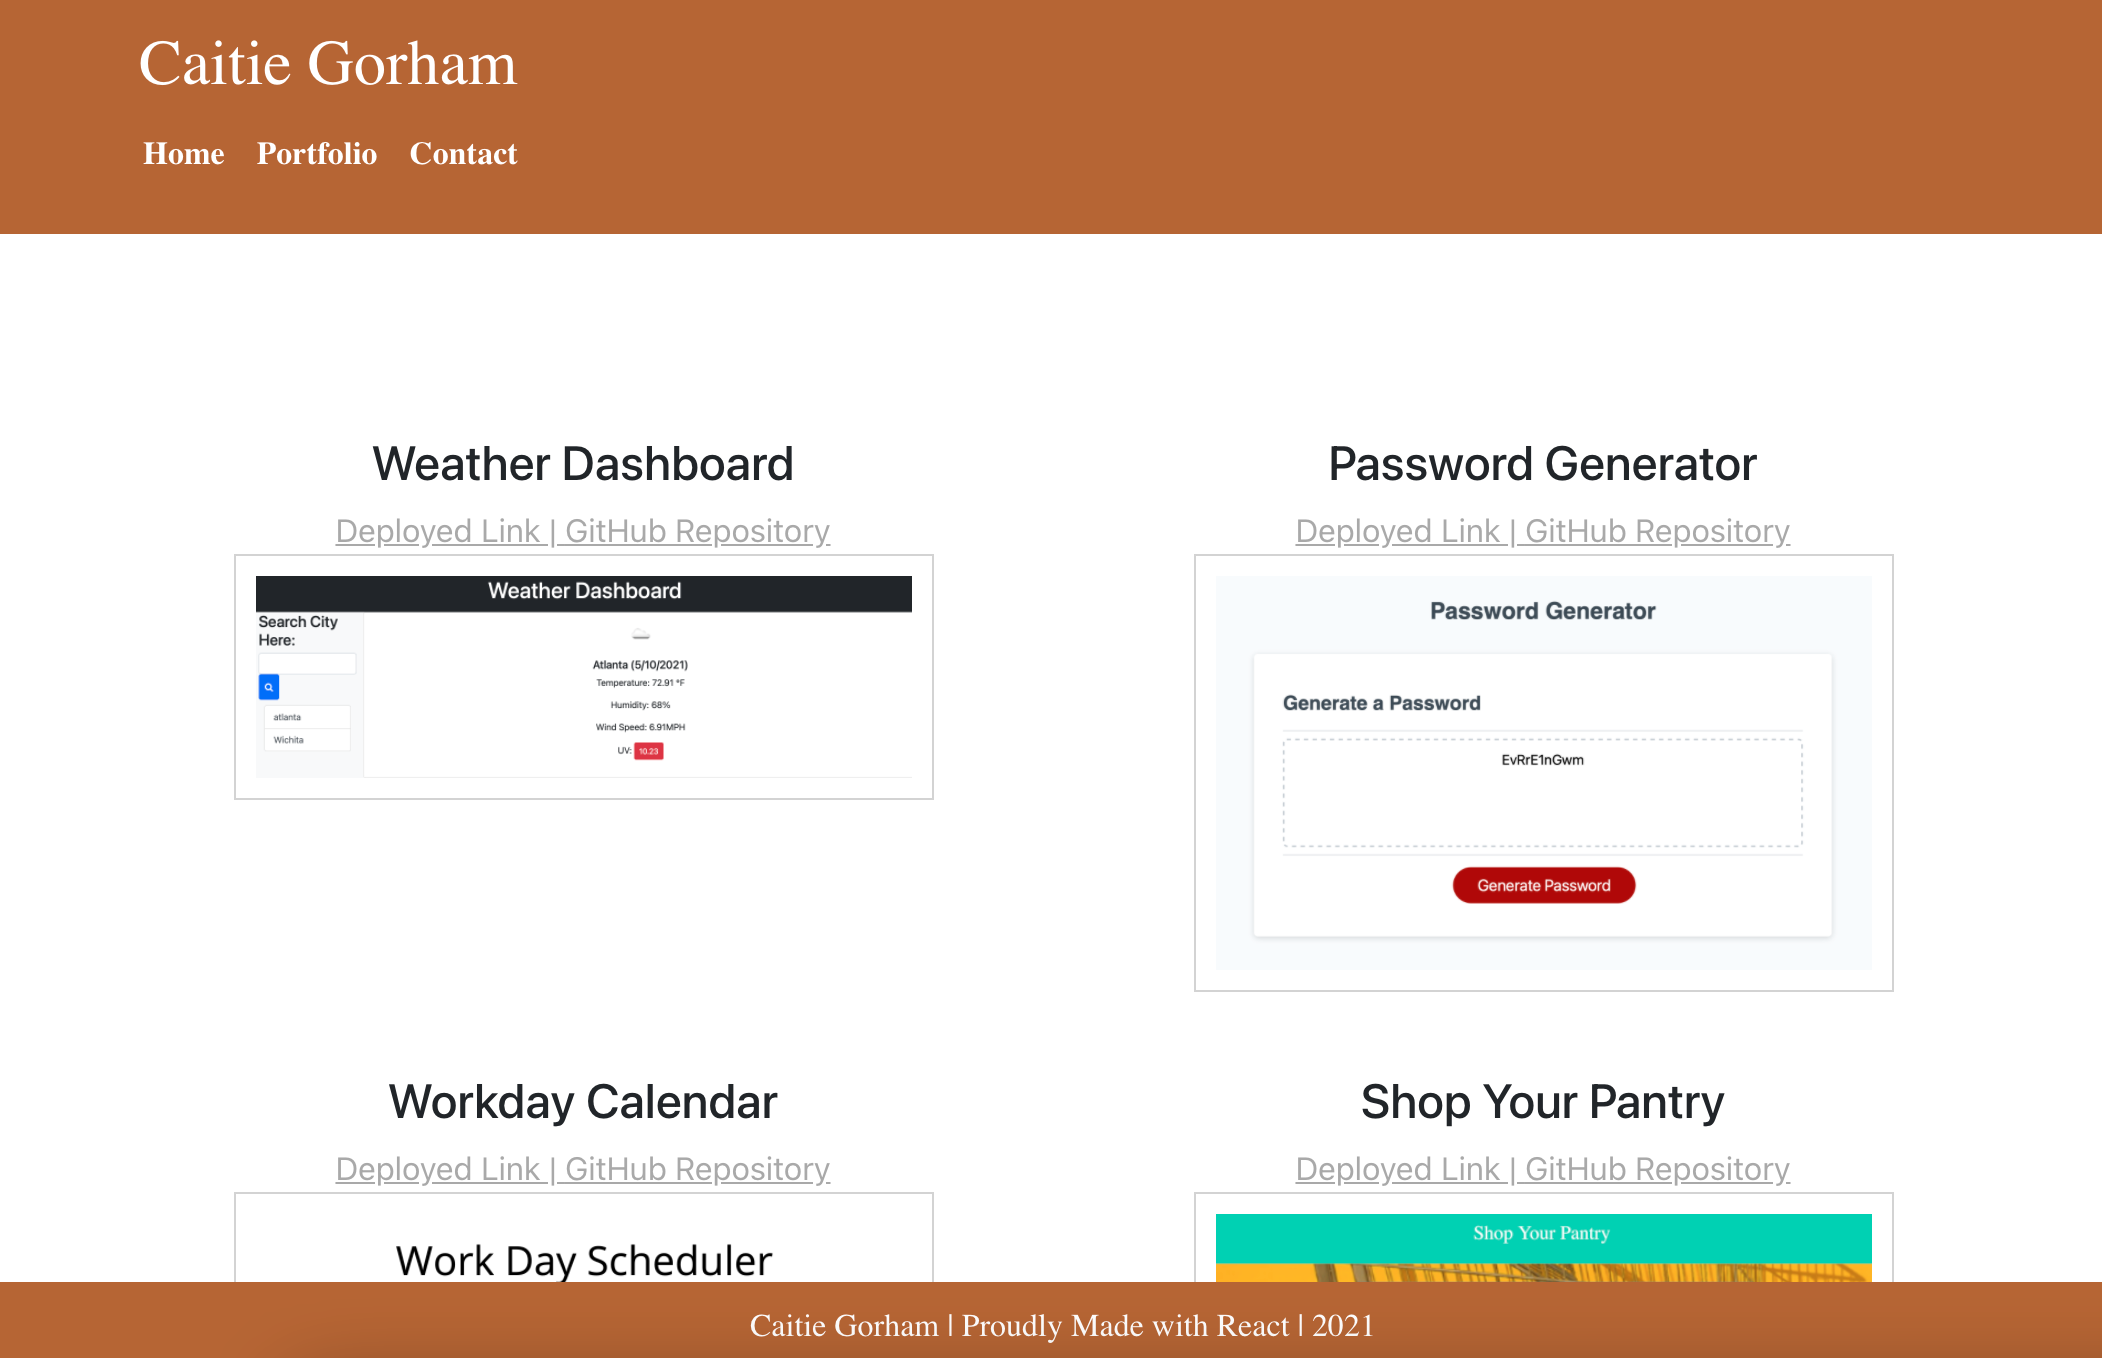 Caitie Gorham
Home Portfolio Contact
Weather Dashboard
Deployed Link | GitHub Repository
Weather Dashboard
Search City
Here:
atlanta
Wichita
Atlanta (5/10/2021)
Temperature: 72.91 °F
Humidity: 68%
Wind Speed: 6.91MPH
UV: 10.23
Password Generator
Deployed Link | GitHub Repository
Password Generator
Generate a Password
EvRrE1nGwm
Generate Password
Workday Calendar
Deployed Link | GitHub Repository
Work Day Scheduler
Shop Your Pantry
Deployed Link | GitHub Repository
Shop Your Pantry
Caitie Gorham | Proudly Made with React | 2021